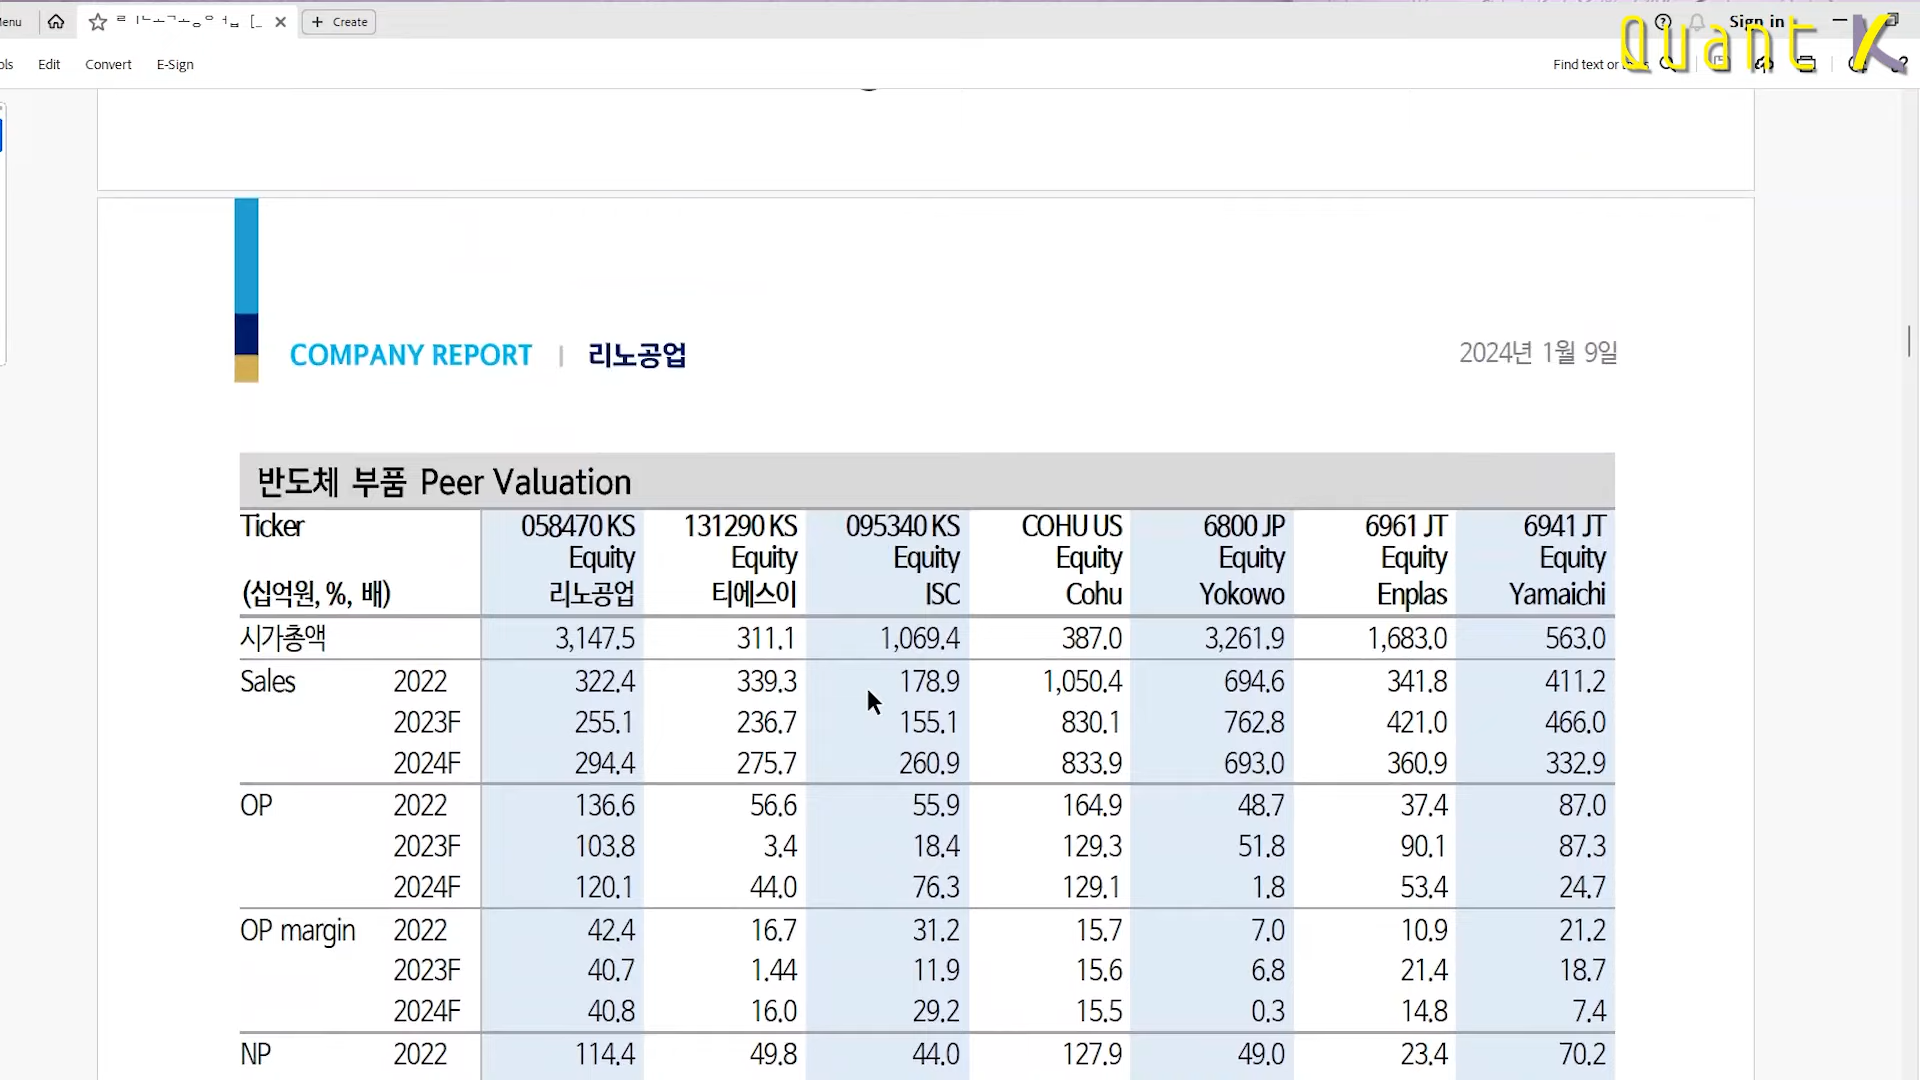 Create
Sign in
Quant K
Edit Convert E-Sign
Find text or
COMPANY REPORT | 리노공업
2024년 1월 9일
반도체 부품 Peer Valuation
Ticker 058470 KS 131290 KS 095340 KS COHU US 6800 JP 6961 JT 6941 JT
Equity Equity Equity Equity Equity Equity Equity
(십억원, %, 배) 리노공업 티에스이 ISC Cohu Yokowo Enplas Yamaichi
시가총액 3,147.5 311.1 1,069.4 387.0 3,261.9 1,683.0 563.0
Sales 2022 322.4 339.3 178.9 1,050.4 694.6 341.8 411.2
2023F 255.1 236.7 155.1 830.1 762.8 421.0 466.0
2024F 294.4 275.7 260.9 833.9 693.0 360.9 332.9
OP 2022 136.6 56.6 55.9 164.9 48.7 37.4 87.0
2023F 103.8 3.4 18.4 129.3 51.8 90.1 87.3
2024F 120.1 44.0 76.3 129.1 1.8 53.4 24.7
OP margin 2022 42.4 16.7 31.2 15.7 7.0 10.9 21.2
2023F 40.7 1.44 11.9 15.6 6.8 21.4 18.7
2024F 40.8 16.0 29.2 15.5 0.3 14.8 7.4
NP 2022 114.4 49.8 44.0 127.9 49.0 23.4 70.2